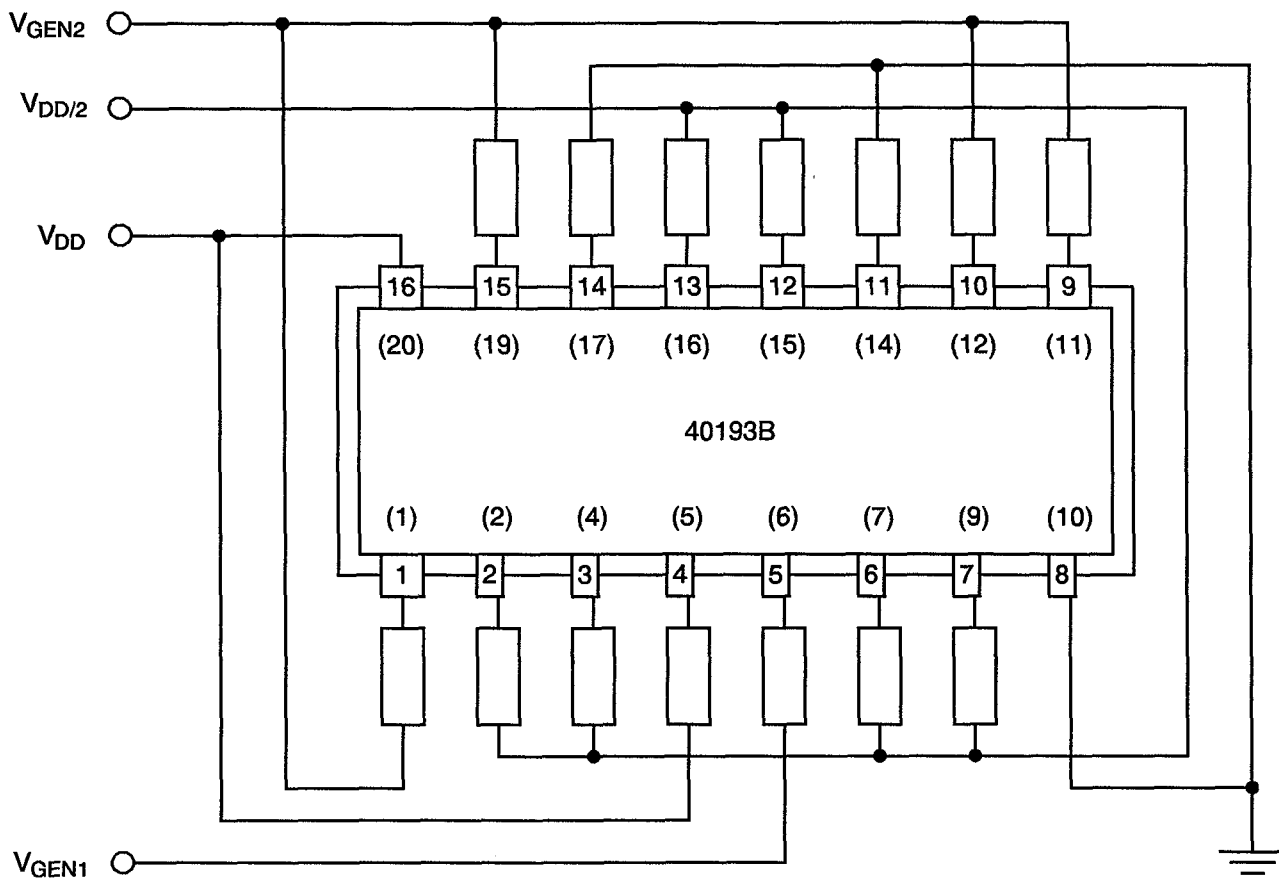 VGEN2
VDD/2
VDD
16 15 14 13 12 11 10 9
(20) (19) (17) (16) (15) (14) (12) (11)
40193B
(1) (2) (4) (5) (6) (7) (9) (10)
1 2 3 4 5 6 7 8
VGEN1